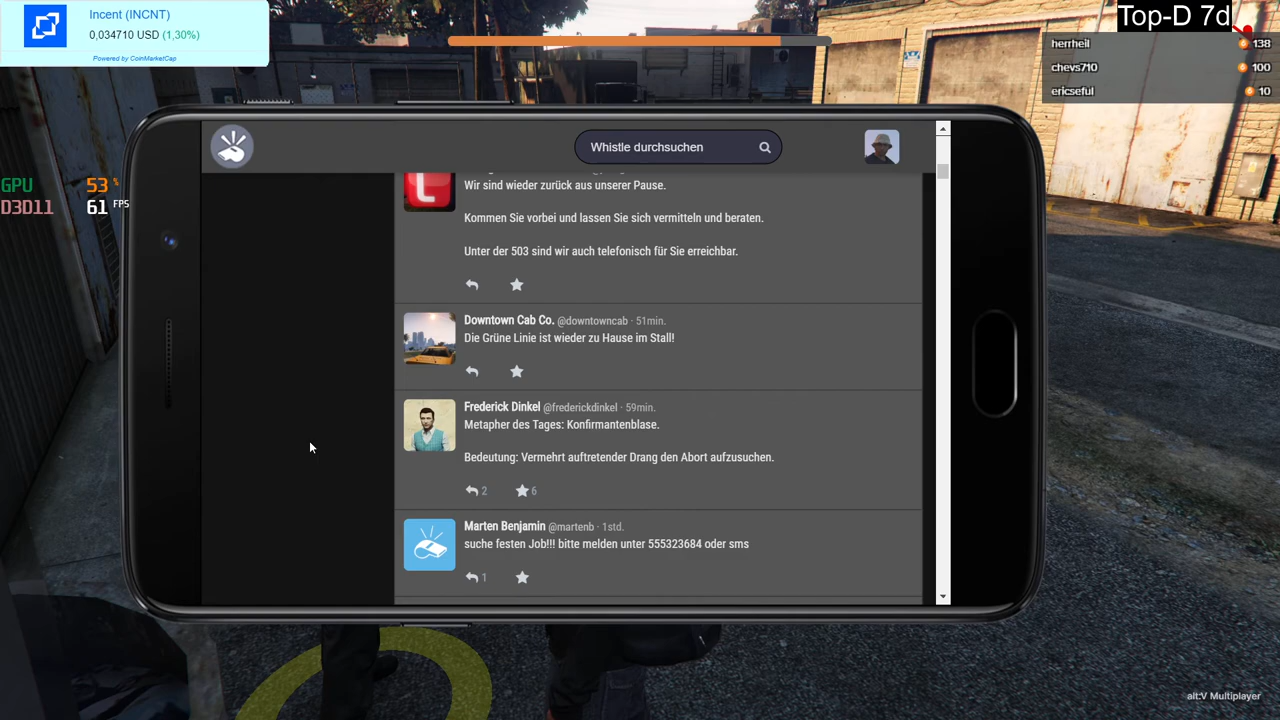 Incent (INCNT)
0,034710 USD (1,30%)
Powered by CoinMarketCap
Top-D 7d
herrheil 138
chevs710 100
ericseful 10
GPU 53 %
D3D11 61 FPS
Whistle durchsuchen
Wir sind wieder zurück aus unserer Pause.
Kommen Sie vorbei und lassen Sie sich vermitteln und beraten.
Unter der 503 sind wir auch telefonisch für Sie erreichbar.
Downtown Cab Co. @downtowncab · 51min.
Die Grüne Linie ist wieder zu Hause im Stall!
Frederick Dinkel @frederickdinkel · 59min.
Metapher des Tages: Konfirmantenblase.
Bedeutung: Vermehrt auftretender Drang den Abort aufzusuchen.
2 6
Marten Benjamin @martenb · 1std.
suche festen Job!!! bitte melden unter 555323684 oder sms
1
alt:V Multiplayer